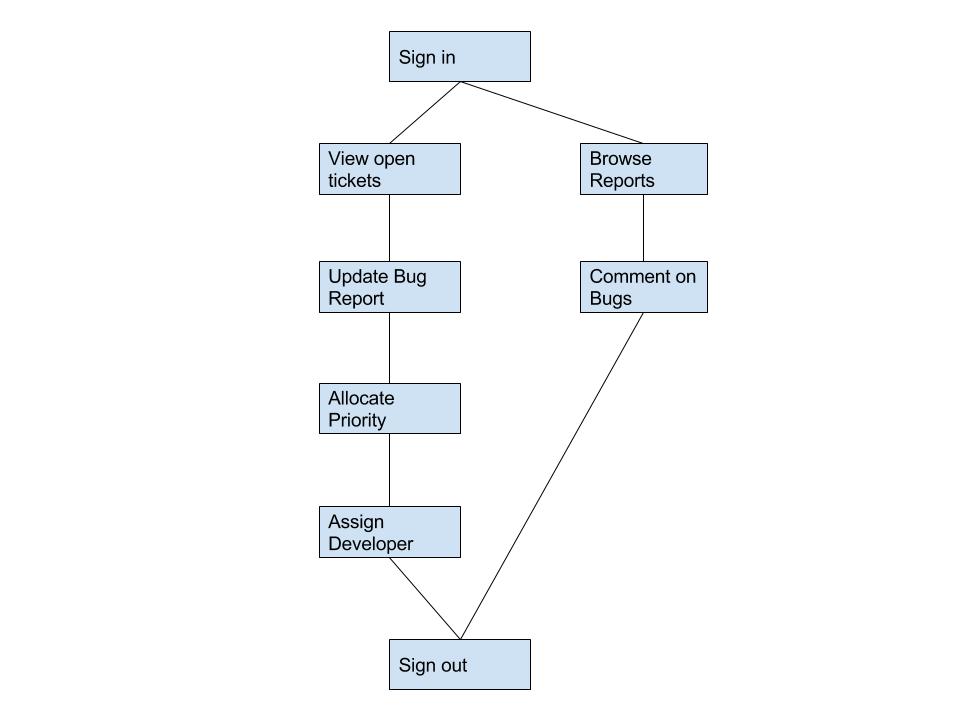 Sign in
View open
tickets
Browse
Reports
Update Bug
Report
Comment on
Bugs
Allocate
Priority
Assign
Developer
Sign out